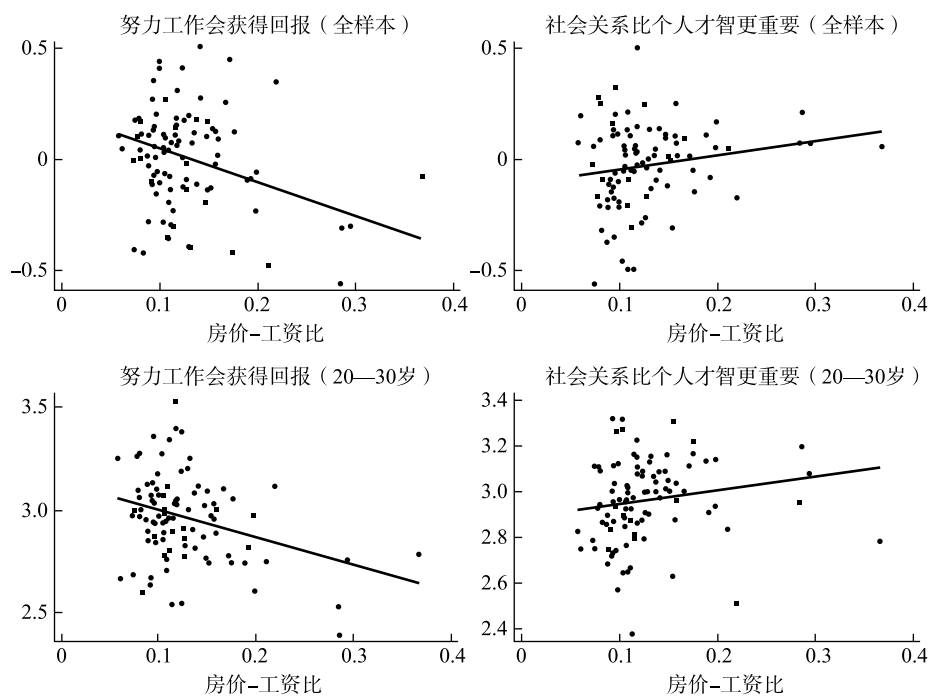 努力工作会获得回报（全样本）
0.5
0
−0.5
0 0.1 0.2 0.3 0.4
房价−工资比
社会关系比个人才智更重要（全样本）
0.5
0
−0.5
0 0.1 0.2 0.3 0.4
房价−工资比
努力工作会获得回报（20—30岁）
3.5
3.0
2.5
0 0.1 0.2 0.3 0.4
房价−工资比
社会关系比个人才智更重要（20—30岁）
3.4
3.2
3.0
2.8
2.6
2.4
0 0.1 0.2 0.3 0.4
房价−工资比